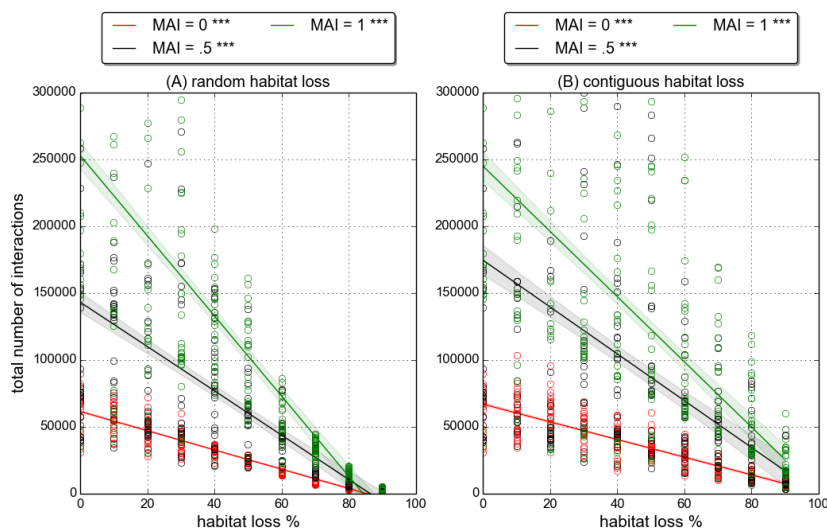 MAI = 0 *** MAI = 1 ***
MAI = .5 ***
MAI = 0 *** MAI = 1 ***
MAI = .5 ***
(A) random habitat loss
(B) contiguous habitat loss
total number of interactions
300000
250000
200000
150000
100000
50000
0
0 20 40 60 80 100
habitat loss %
300000
250000
200000
150000
100000
50000
0
0 20 40 60 80 100
habitat loss %